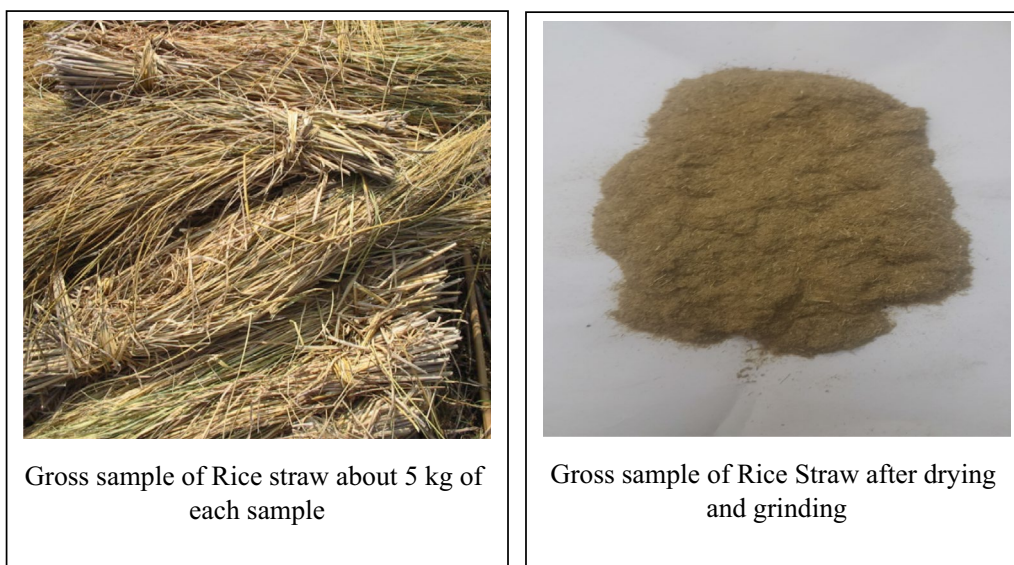 Gross sample of Rice straw about 5 kg of
each sample
Gross sample of Rice Straw after drying
and grinding